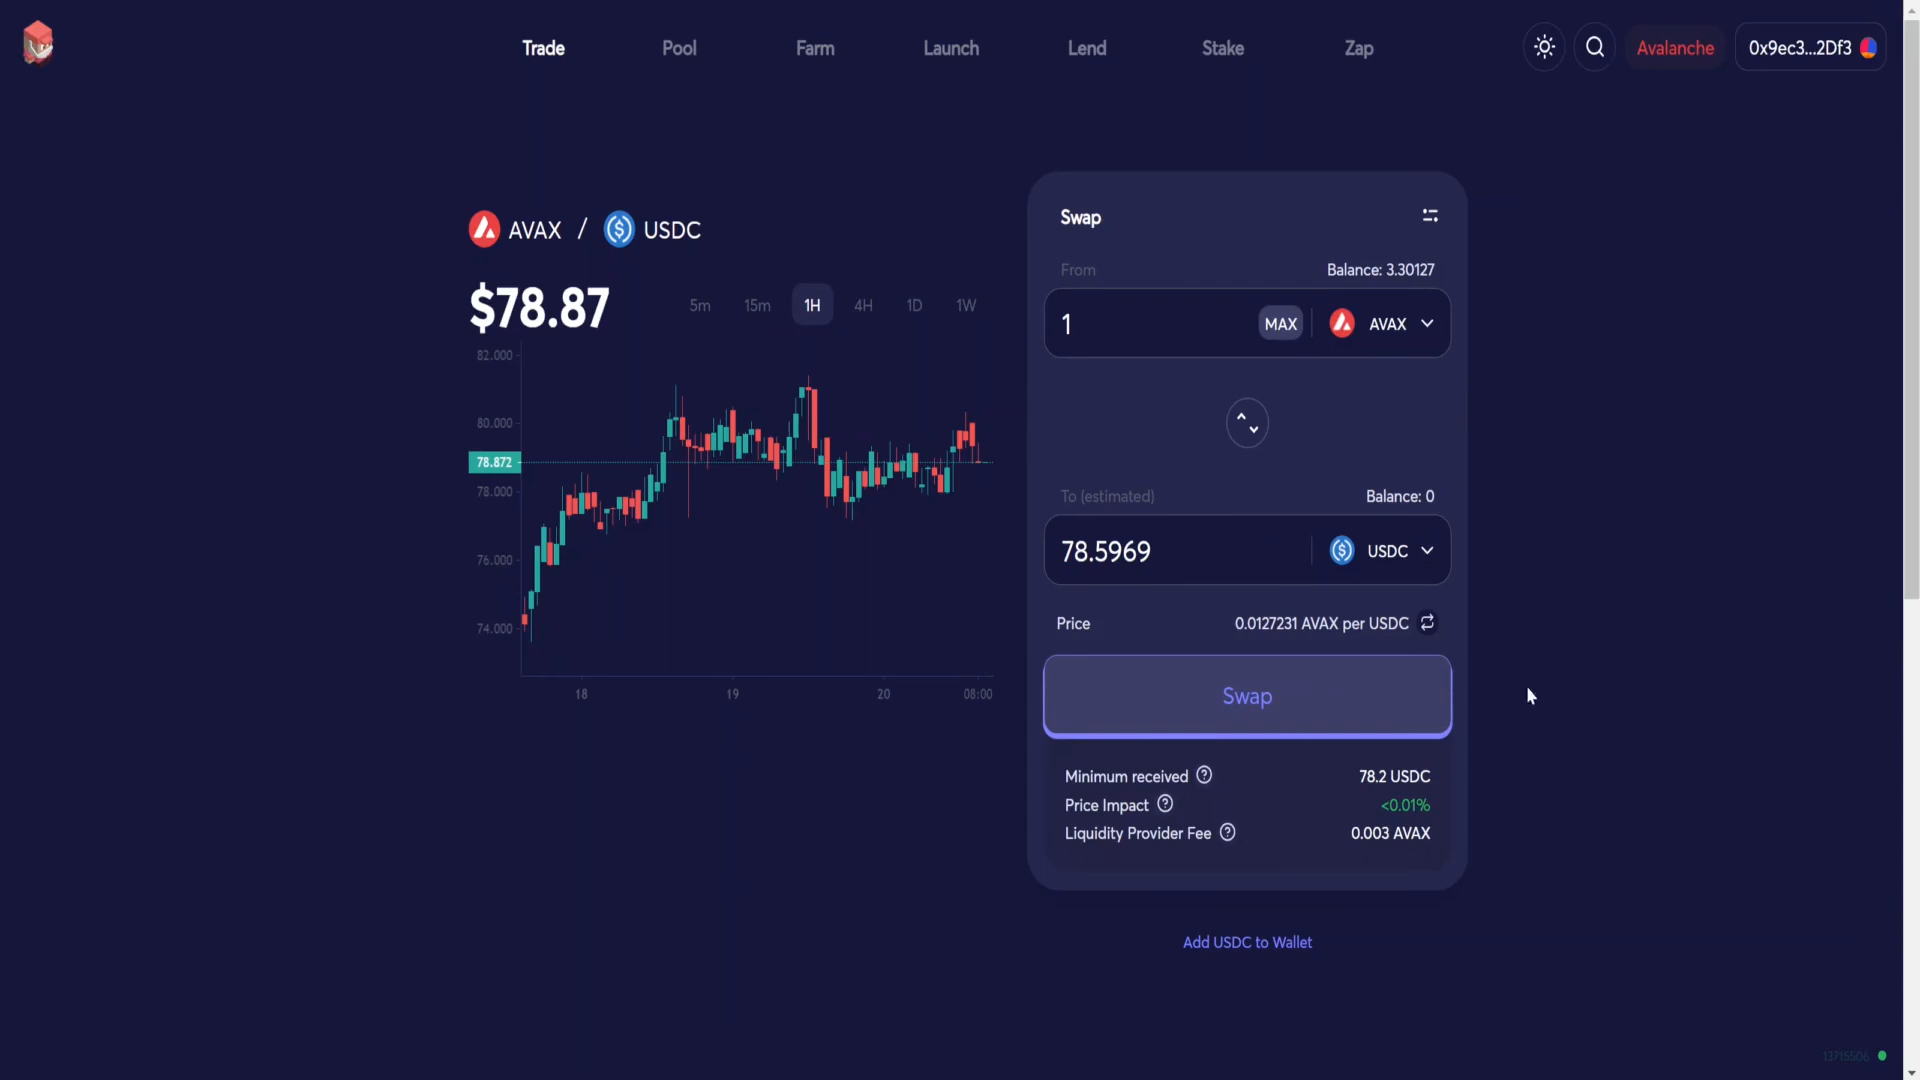 Trade Pool Farm Launch Lend Stake Zap Avalanche 0x9ec3...2Df3
AVAX / USDC
$78.87 5m 15m 1H 4H 1D 1W
82.000
80.000
78.872
78.000
76.000
74.000
18 19 20 08:00
Swap
From Balance: 3.30127
1 MAX AVAX
To (estimated) Balance: 0
78.5969 USDC
Price 0.0127231 AVAX per USDC
Swap
Minimum received 78.2 USDC
Price Impact <0.01%
Liquidity Provider Fee 0.003 AVAX
Add USDC to Wallet
13715506